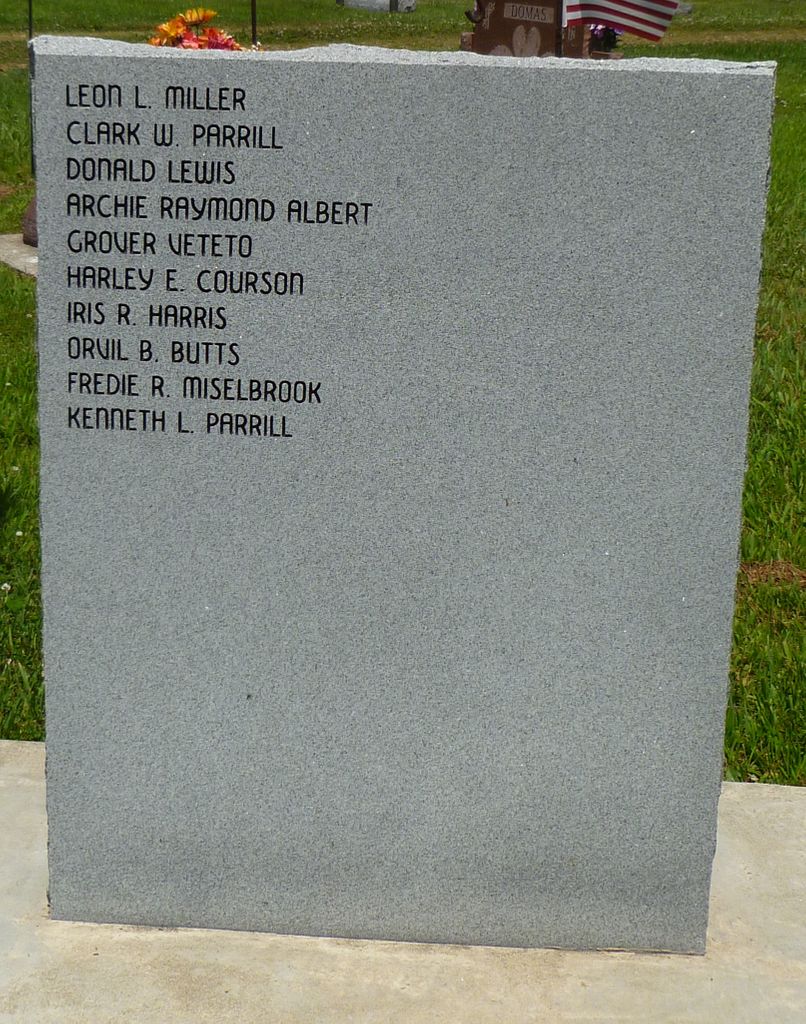 DOMAS
LEON L. MILLER
CLARK W. PARRILL
DONALD LEWIS
ARCHIE RAYMOND ALBERT
GROVER VETETO
HARLEY E. COURSON
IRIS R. HARRIS
ORVIL B. BUTTS
FREDIE R. MISELBROOK
KENNETH L. PARRILL